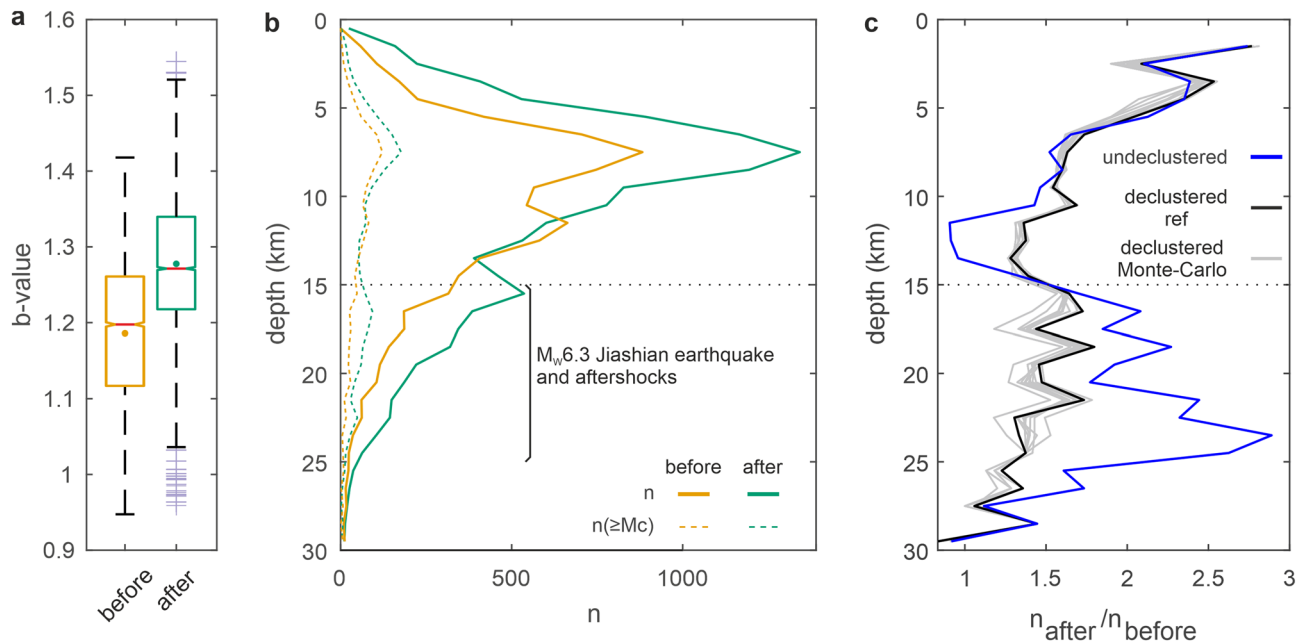 a
1.6
1.5
1.4
1.3
1.2
1.1
1
0.9
b-value
before
after
b
0
5
10
15
20
25
30
depth (km)
0
500
1000
n
M_W6.3 Jiashian earthquake
and aftershocks
before after
n
n(≥Mc)
c
0
5
10
15
20
25
30
depth (km)
1
1.5
2
2.5
3
n_after/n_before
undeclustered
declustered
ref
declustered
Monte-Carlo